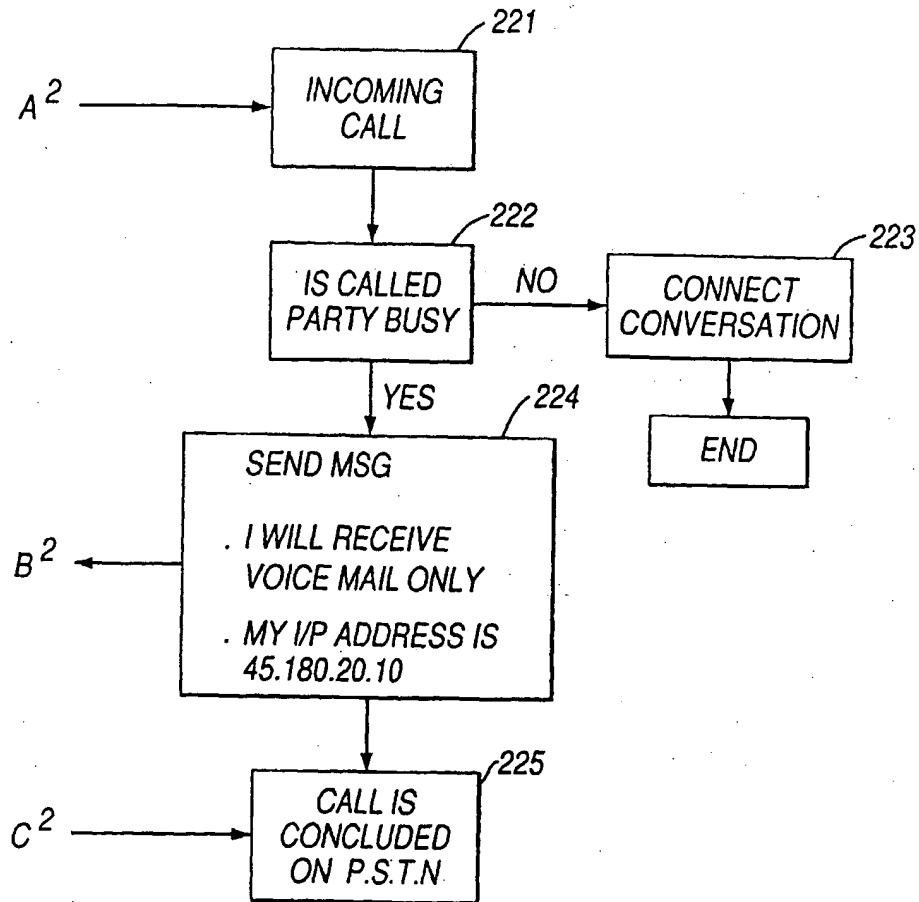 221
A²
INCOMING
CALL
222
223
IS CALLED
PARTY BUSY
NO
CONNECT
CONVERSATION
YES
224
END
SEND MSG
. I WILL RECEIVE
VOICE MAIL ONLY
B²
. MY I/P ADDRESS IS
45.180.20.10
225
CALL IS
CONCLUDED
ON P.S.T.N
C²